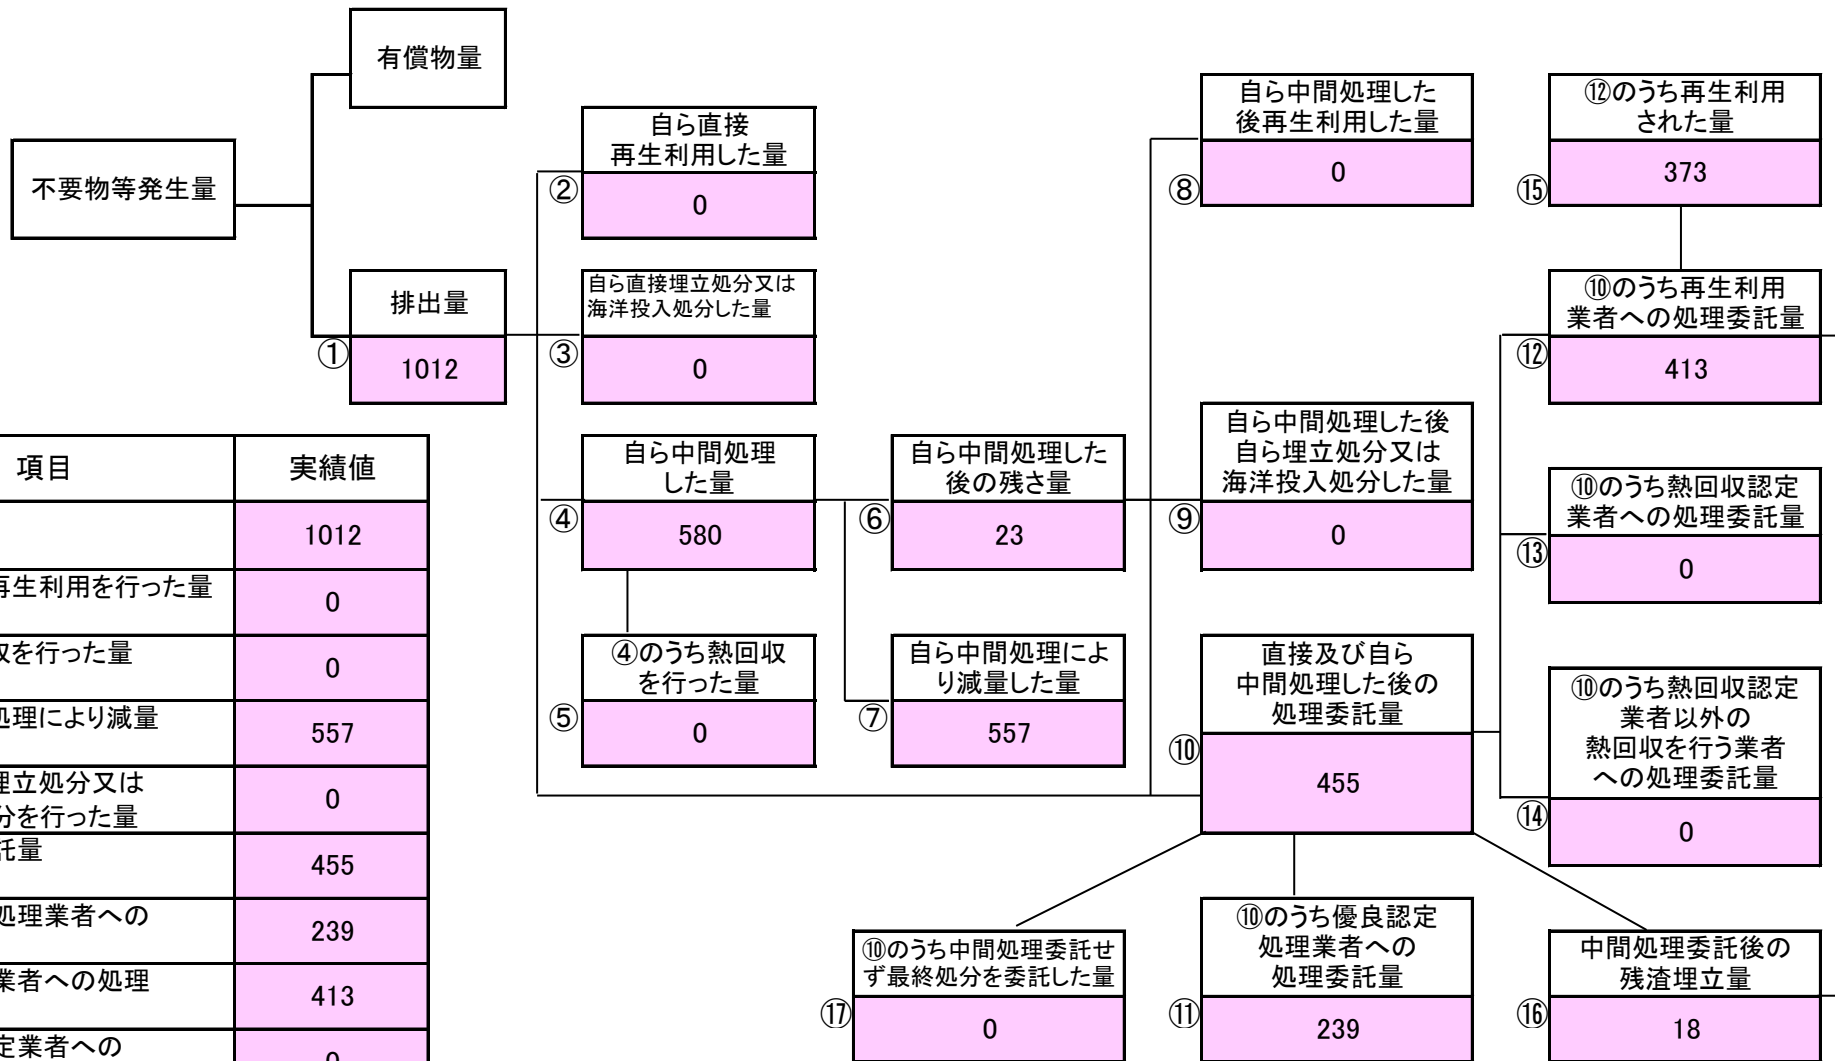 有償物量
不要物等発生量
排出量
①
1012
自ら直接
再生利用した量
②
0
自ら直接埋立処分又は
海洋投入処分した量
③
0
自ら中間処理
した量
④
580
④のうち熱回収
を行った量
⑤
0
自ら中間処理した
後の残さ量
⑥
23
自ら中間処理によ
り減量した量
⑦
557
自ら中間処理した
後再生利用した量
⑧
0
自ら中間処理した後
自ら埋立処分又は
海洋投入処分した量
⑨
0
直接及び自ら
中間処理した後の
処理委託量
⑩
455
⑫のうち再生利用
された量
⑮
373
⑩のうち再生利用
業者への処理委託量
⑫
413
⑩のうち熱回収認定
業者への処理委託量
⑬
0
⑩のうち熱回収認定
業者以外の
熱回収を行う業者
への処理委託量
⑭
0
⑩のうち中間処理委託せ
ず最終処分を委託した量
⑰
0
⑩のうち優良認定
処理業者への
処理委託量
⑪
239
中間処理委託後の
残渣埋立量
⑯
18
項目 実績値
1012
再生利用を行った量
0
を行った量
0
処理により減量
557
埋立処分又は
分を行った量
0
託量
455
処理業者への
239
業者への処理
413
定業者への
0